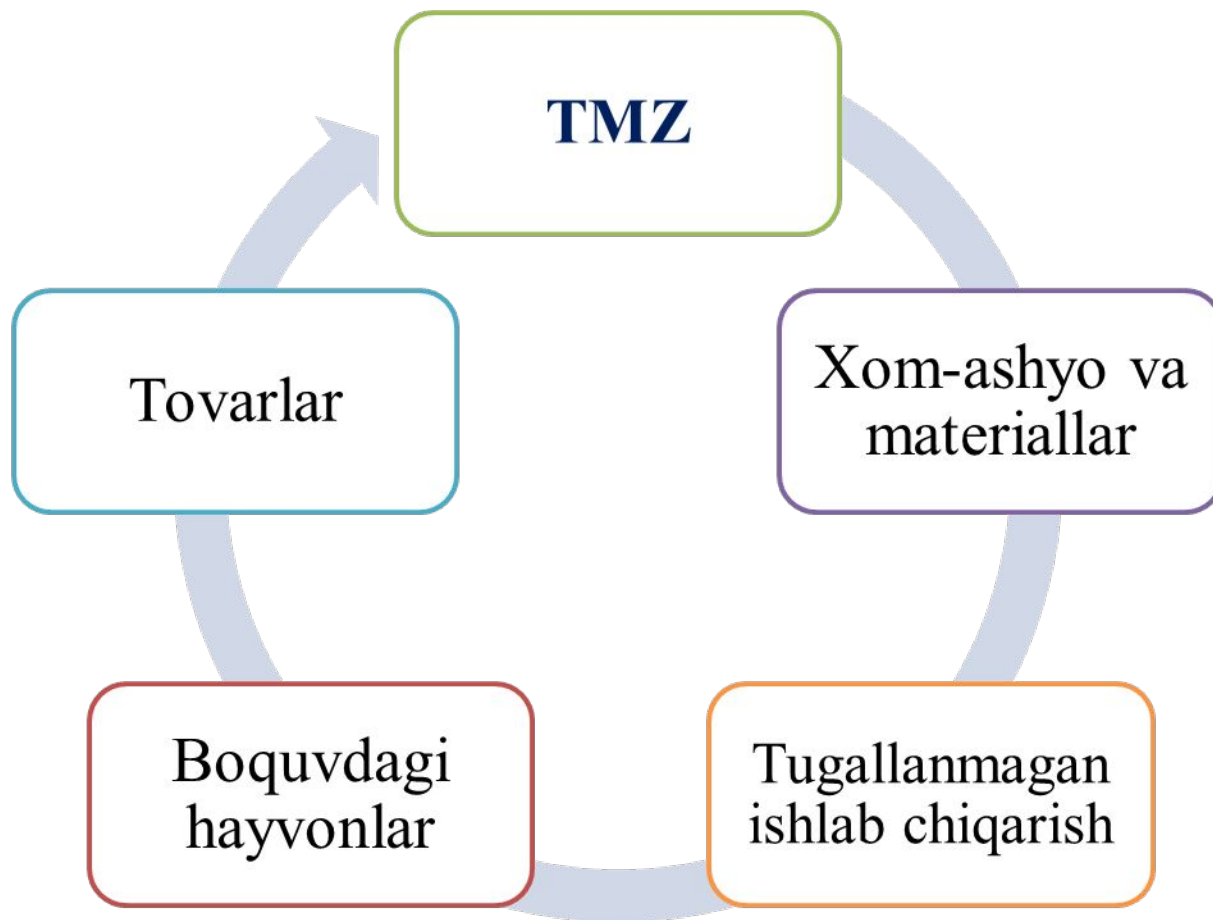 TMZ
Xom-ashyo va
materiallar
Tugallanmagan
ishlab chiqarish
Boquvdagi
hayvonlar
Tovarlar